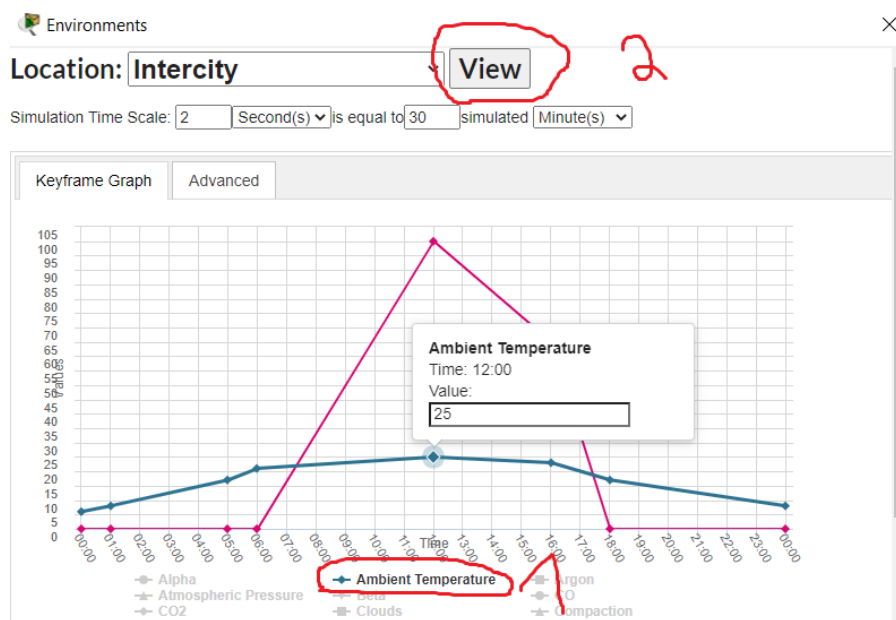 Environments
Location: Intercity View 2
Simulation Time Scale: 2 Second(s) is equal to 30 simulated Minute(s)
Keyframe Graph Advanced
105
100
95
90
85
80
75
70
65
60
55
50
45
40
35
30
25
20
15
10
5
0
Values
Ambient Temperature
Time: 12:00
Value:
25
00:00 01:00 02:00 03:00 04:00 05:00 06:00 07:00 08:00 09:00 10:00 11:00 12:00 13:00 14:00 15:00 16:00 17:00 18:00 19:00 20:00 21:00 22:00 23:00 00:00
Time
Alpha Ambient Temperature Argon
Atmospheric Pressure Beta CO
CO2 Clouds Compaction
1